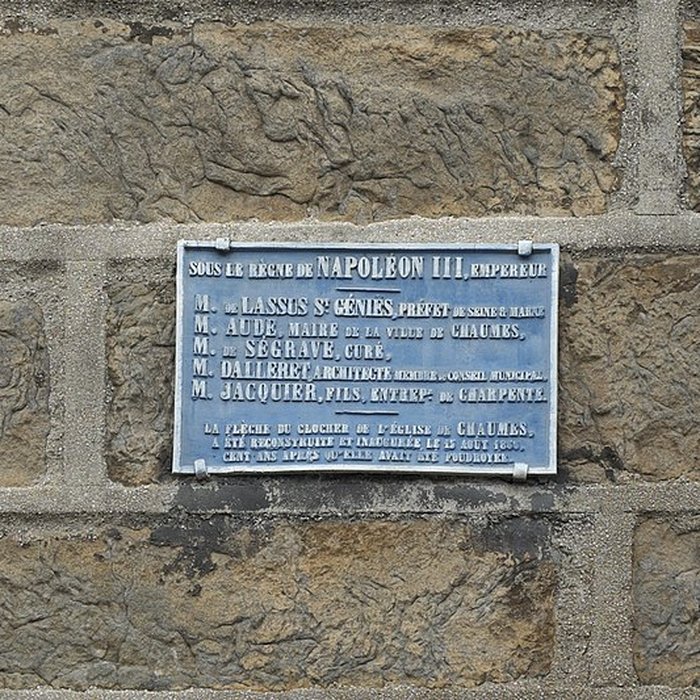 SOUS LE RÈGNE DE NAPOLÉON III, EMPEREUR
M. DE LASSUS ST. GÉNIES, PRÉFET DE SEINE & MARNE
M. AUDE, MAIRE DE LA VILLE DE CHAUMES,
M. DE SÉGRAVE, CURÉ,
M. DALLERET, ARCHITECTE MEMBRE DU CONSEIL MUNICIPAL,
M. JACQUIER, FILS, ENTREPR. DE CHARPENTE.
LA FLÈCHE DU CLOCHER DE L'ÉGLISE DE CHAUMES,
A ÉTÉ RECONSTRUITE ET INAUGURÉE LE 15 AOÛT
CENT ANS APRÈS QU'ELLE AVAIT ÉTÉ FOUDROYÉE.